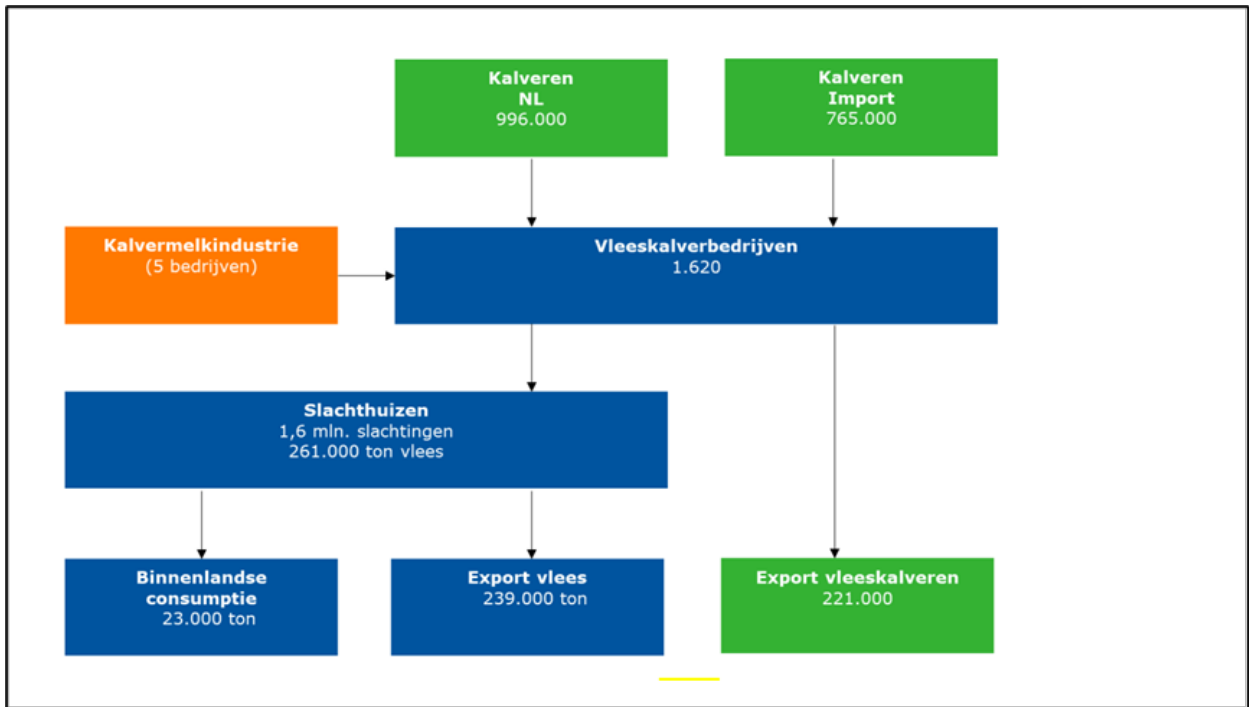 Kalveren
NL
996.000
Kalveren
Import
765.000
Kalvermelkindustrie
(5 bedrijven)
Vleeskalverbedrijven
1.620
Slachthuizen
1,6 mln. slachtingen
261.000 ton vlees
Binnenlandse
consumptie
23.000 ton
Export vlees
239.000 ton
Export vleeskalveren
221.000